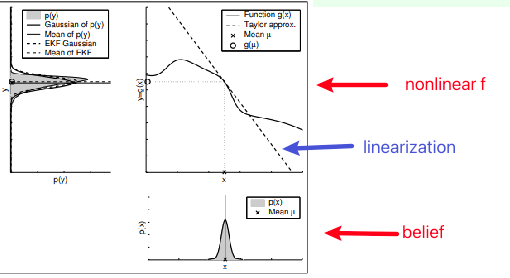 p(y)
Gaussian of p(y)
Mean of p(y)
EKF Gaussian
Mean of EKF
y
p(y)
Function g(x)
Taylor approx.
Mean μ
g(μ)
y=g(x)
x
nonlinear f
linearization
p(x)
Mean μ
p(x)
x
belief